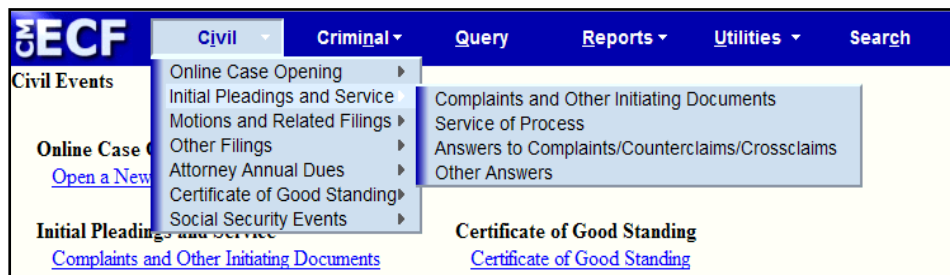 CM ECF Civil Criminal Query Reports Utilities Search
Civil Events
Online Case Opening
Initial Pleadings and Service
Motions and Related Filings
Other Filings
Attorney Annual Dues
Certificate of Good Standing
Social Security Events
Complaints and Other Initiating Documents
Service of Process
Answers to Complaints/Counterclaims/Crossclaims
Other Answers
Online Case
Open a New
Initial Pleadings and Service
Complaints and Other Initiating Documents
Certificate of Good Standing
Certificate of Good Standing